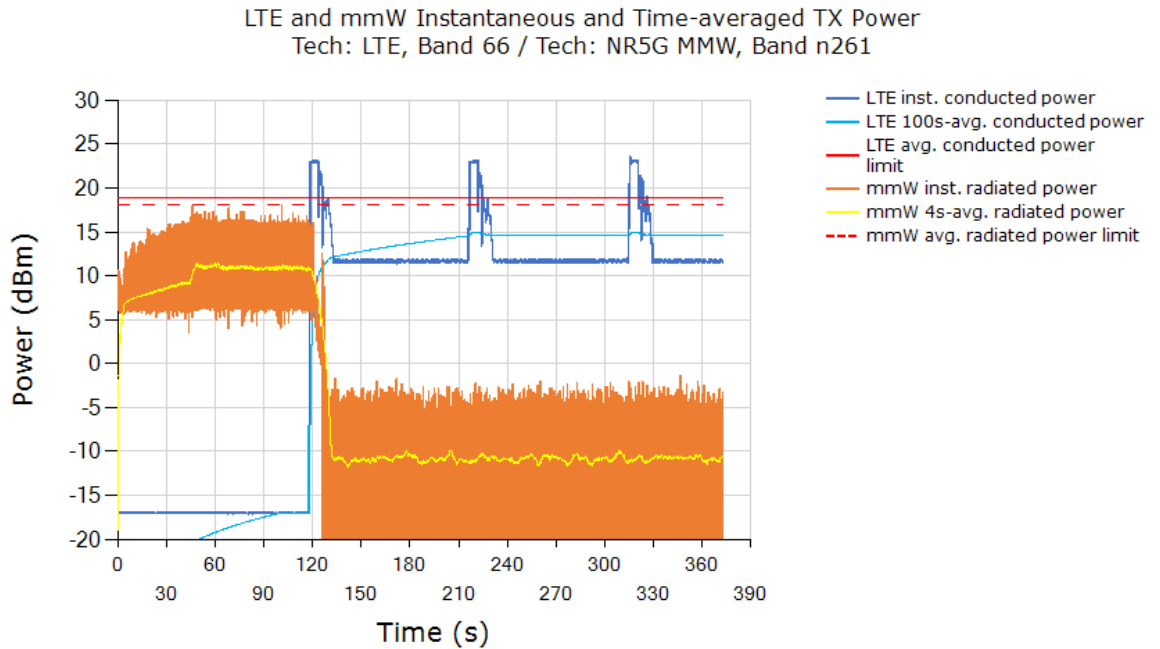 LTE and mmW Instantaneous and Time-averaged TX Power
Tech: LTE, Band 66 / Tech: NR5G MMW, Band n261
Power (dBm)
30
25
20
15
10
5
0
-5
-10
-15
-20
0
60
120
180
240
300
360
30
90
150
210
270
330
390
Time (s)
LTE inst. conducted power
LTE 100s-avg. conducted power
LTE avg. conducted power
limit
mmW inst. radiated power
mmW 4s-avg. radiated power
mmW avg. radiated power limit